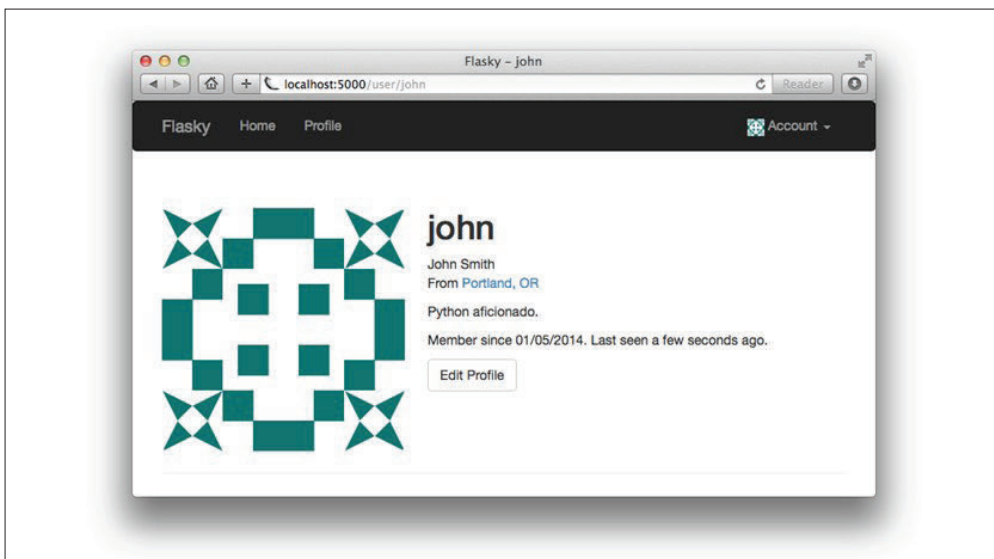 Flasky – john
localhost:5000/user/john
Reader
Flasky Home Profile Account
john
John Smith
From Portland, OR
Python aficionado.
Member since 01/05/2014. Last seen a few seconds ago.
Edit Profile